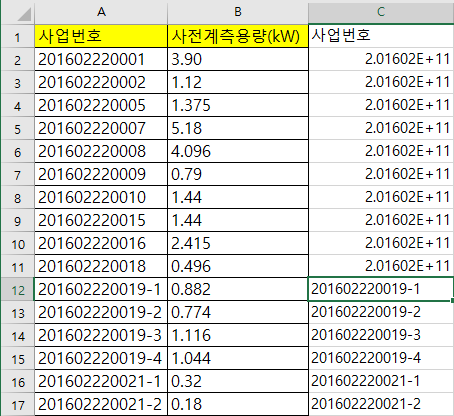 A B C
1 사업번호 사전계측용량(kW) 사업번호
2 201602220001 3.90 2.01602E+11
3 201602220002 1.12 2.01602E+11
4 201602220005 1.375 2.01602E+11
5 201602220007 5.18 2.01602E+11
6 201602220008 4.096 2.01602E+11
7 201602220009 0.79 2.01602E+11
8 201602220010 1.44 2.01602E+11
9 201602220015 1.44 2.01602E+11
10 201602220016 2.415 2.01602E+11
11 201602220018 0.496 2.01602E+11
12 201602220019-1 0.882 201602220019-1
13 201602220019-2 0.774 201602220019-2
14 201602220019-3 1.116 201602220019-3
15 201602220019-4 1.044 201602220019-4
16 201602220021-1 0.32 201602220021-1
17 201602220021-2 0.18 201602220021-2